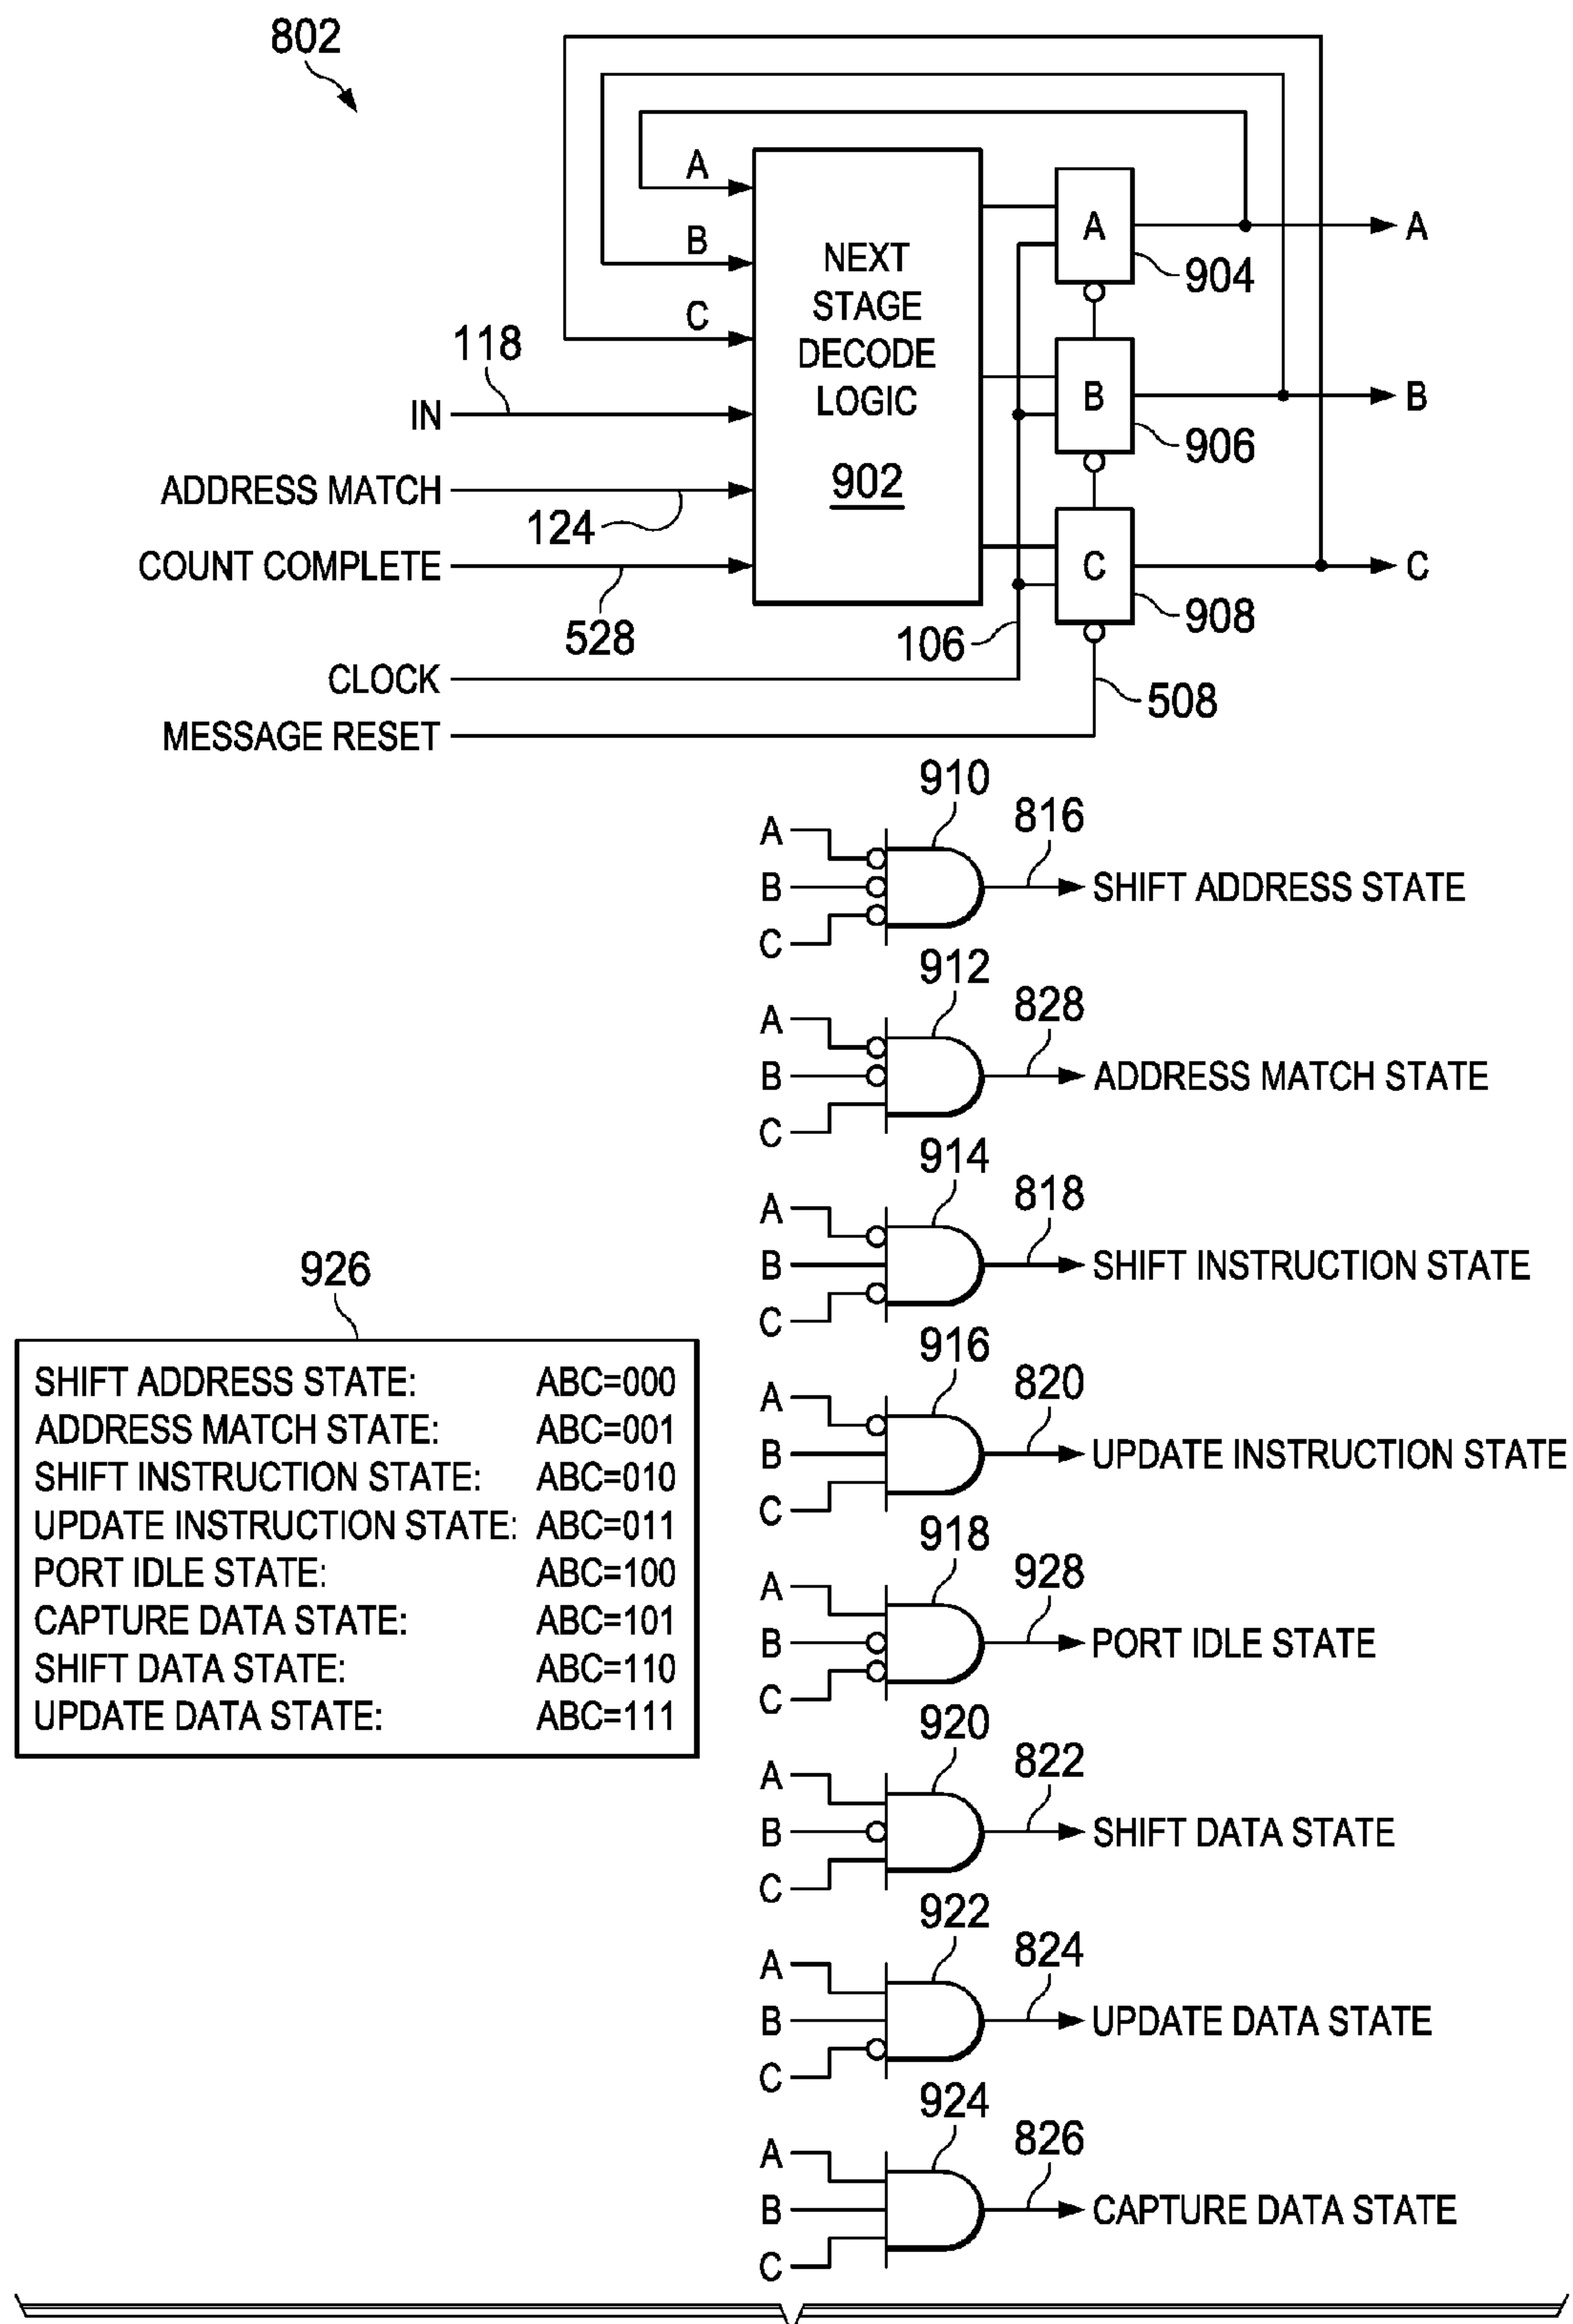 802
A
B
C
118
IN
ADDRESS MATCH
124
COUNT COMPLETE
528
CLOCK
MESSAGE RESET
NEXT
STAGE
DECODE
LOGIC
902
A
904
B
906
C
908
106
508
A
B
C
910
816
A
B
C
SHIFT ADDRESS STATE
912
828
A
B
C
ADDRESS MATCH STATE
914
818
A
B
C
SHIFT INSTRUCTION STATE
916
820
A
B
C
UPDATE INSTRUCTION STATE
918
928
A
B
C
PORT IDLE STATE
920
822
A
B
C
SHIFT DATA STATE
922
824
A
B
C
UPDATE DATA STATE
924
826
A
B
C
CAPTURE DATA STATE
926
SHIFT ADDRESS STATE: ABC=000
ADDRESS MATCH STATE: ABC=001
SHIFT INSTRUCTION STATE: ABC=010
UPDATE INSTRUCTION STATE: ABC=011
PORT IDLE STATE: ABC=100
CAPTURE DATA STATE: ABC=101
SHIFT DATA STATE: ABC=110
UPDATE DATA STATE: ABC=111